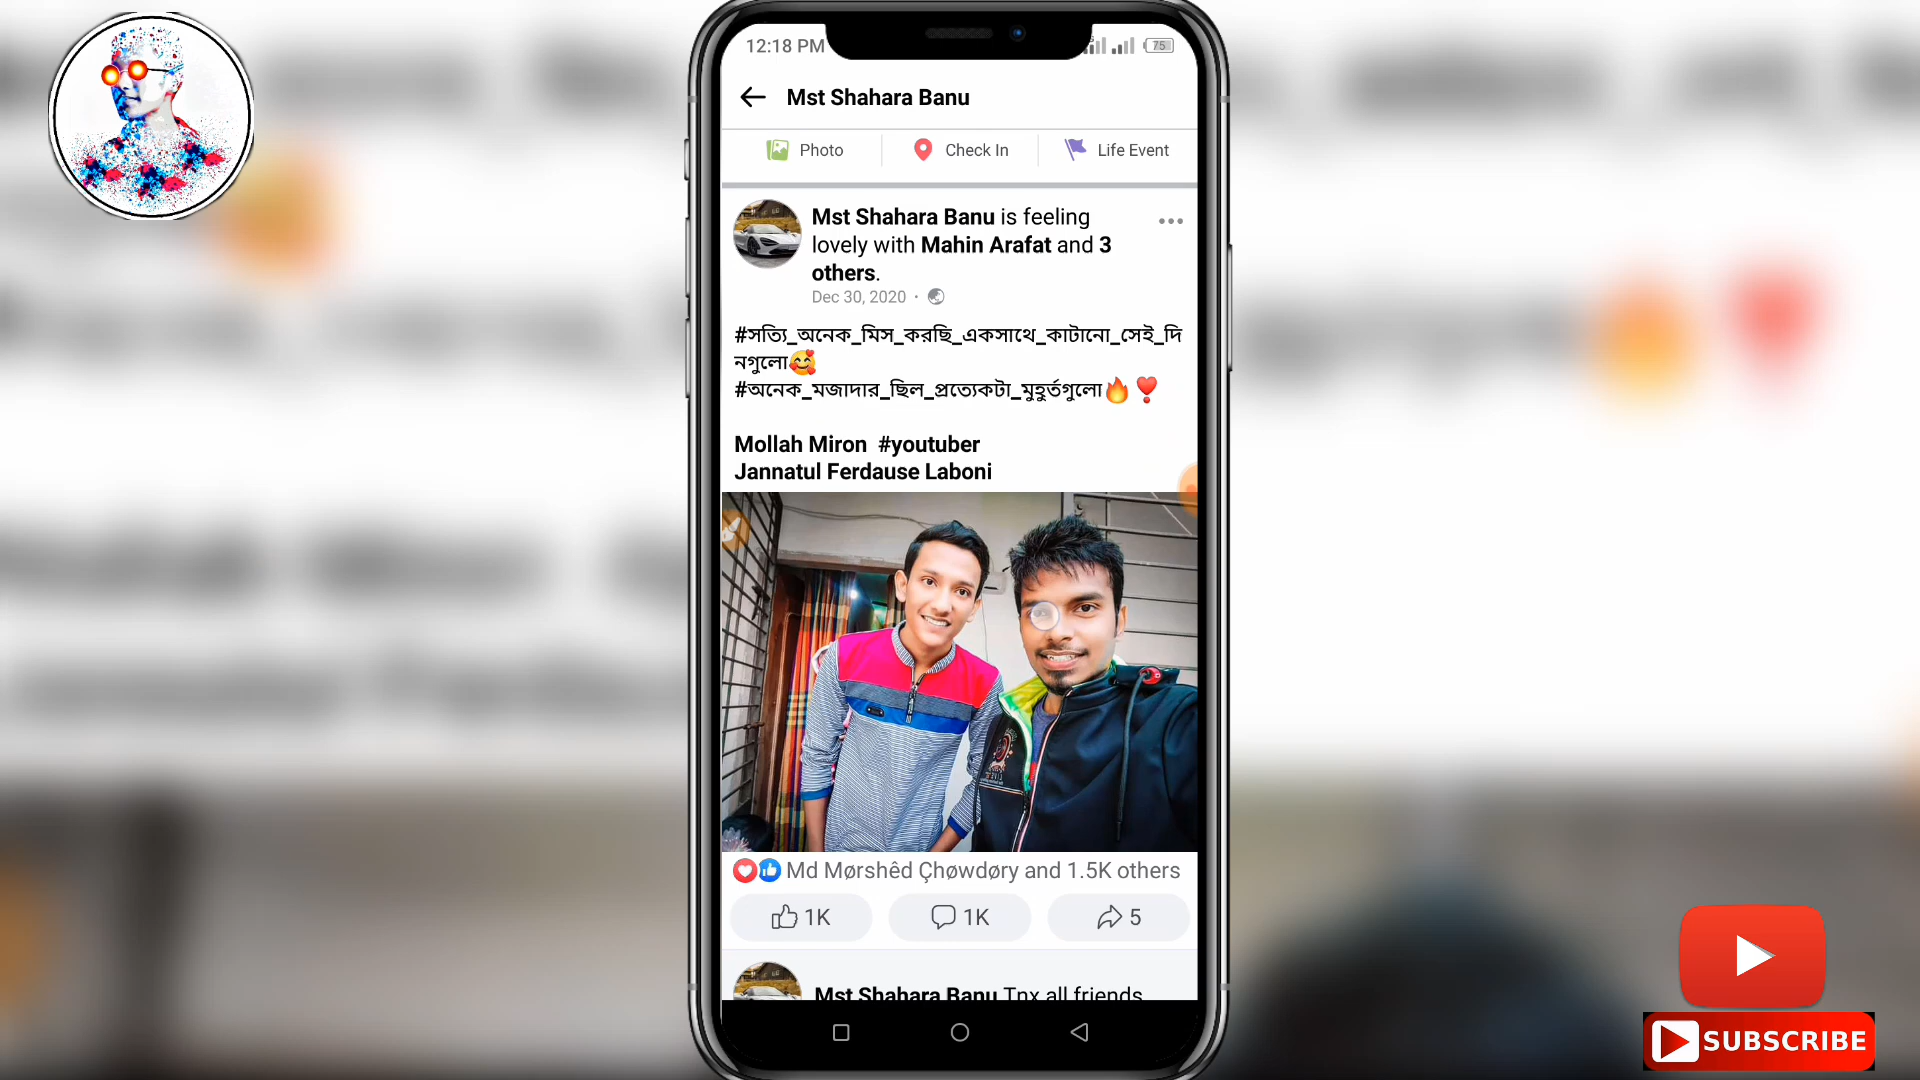 12:18 PM
75
Mst Shahara Banu
Photo
Check In
Life Event
Mst Shahara Banu is feeling
lovely with Mahin Arafat and 3
others.
Dec 30, 2020 ·
#সত্যি_অনেক_মিস_করছি_একসাথে_কাটানো_সেই_দি
নগুলো🥰
#অনেক_মজাদার_ছিল_প্রত্যেকটা_মুহুর্তগুলো🔥❣️
Mollah Miron #youtuber
Jannatul Ferdause Laboni
Md Mørshêd Çhøwdøry and 1.5K others
1K
1K
5
Mst Shahara Banu Tnx all friends
SUBSCRIBE